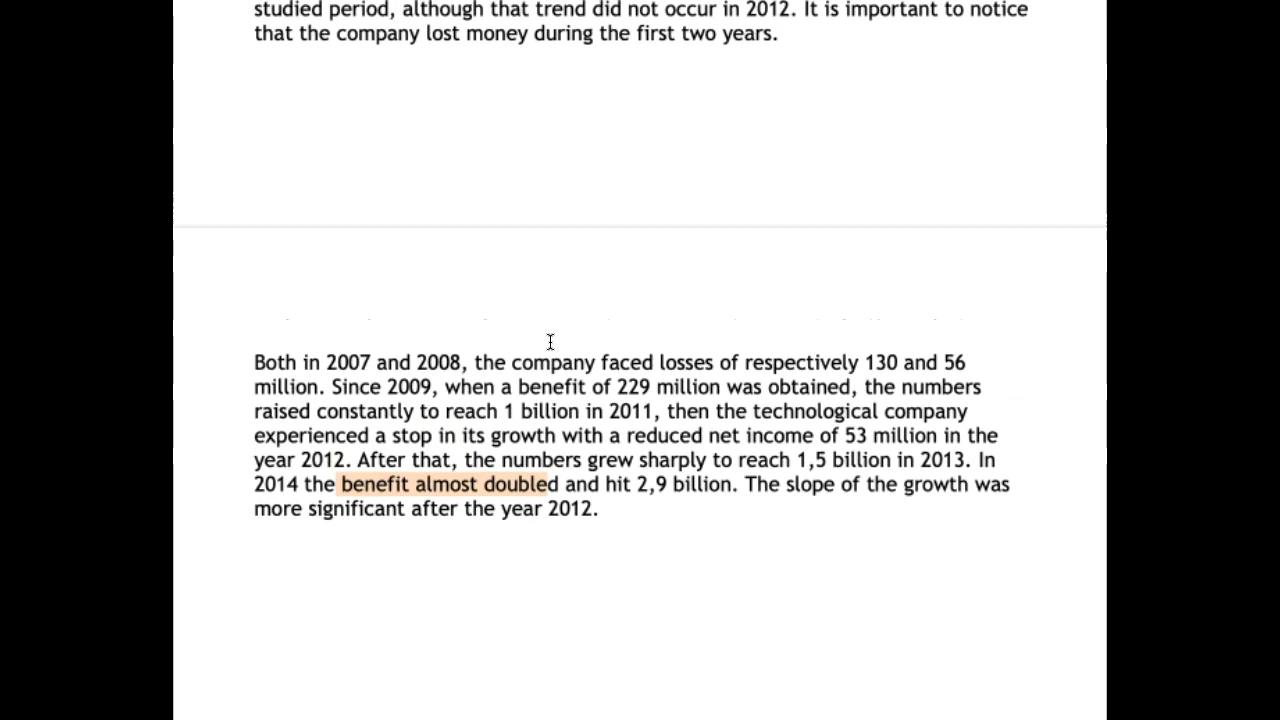 studied period, although that trend did not occur in 2012. It is important to notice
that the company lost money during the first two years.
Both in 2007 and 2008, the company faced losses of respectively 130 and 56
million. Since 2009, when a benefit of 229 million was obtained, the numbers
raised constantly to reach 1 billion in 2011, then the technological company
experienced a stop in its growth with a reduced net income of 53 million in the
year 2012. After that, the numbers grew sharply to reach 1,5 billion in 2013. In
2014 the benefit almost doubled and hit 2,9 billion. The slope of the growth was
more significant after the year 2012.